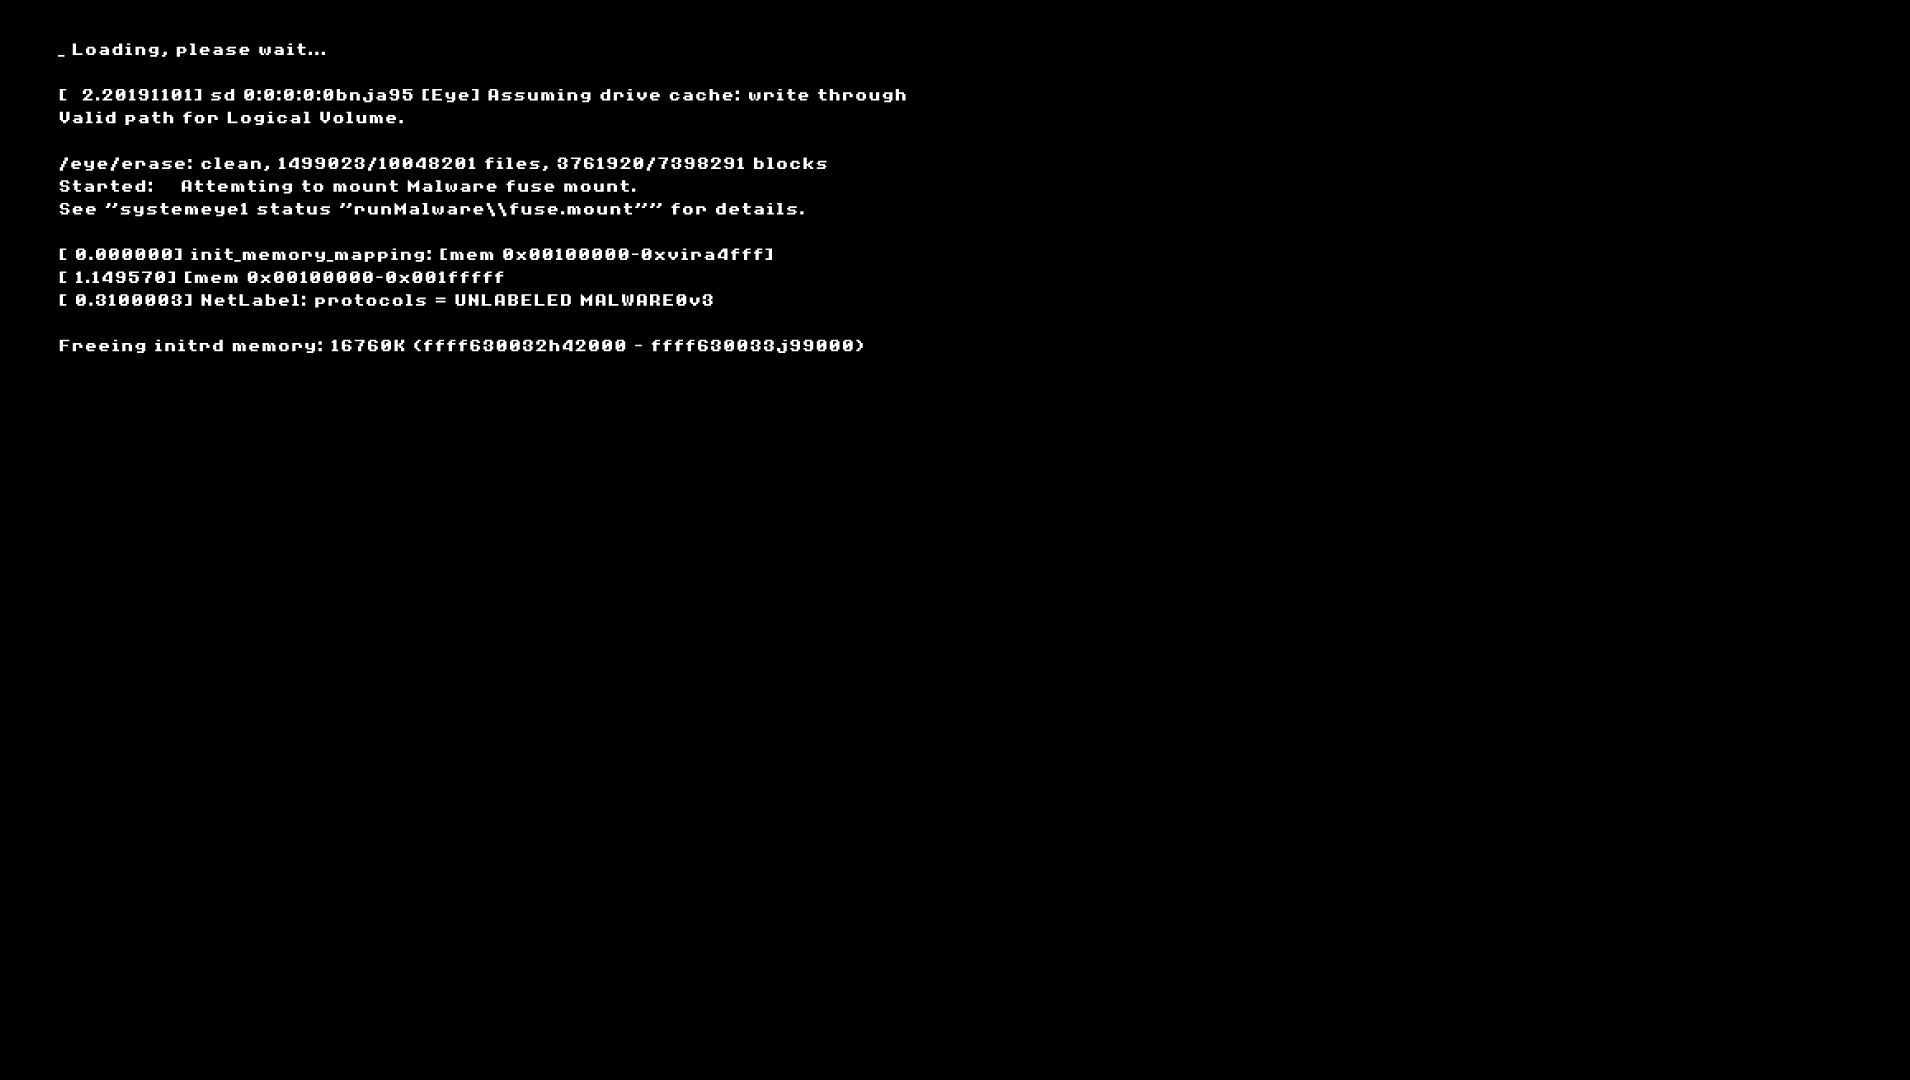 _ Loading, please wait...
[  2.20191101] sd 0:0:0:0:0bnja95 [Eye] Assuming drive cache: write through
Valid path for Logical Volume.
/eye/erase: clean, 1499023/10048201 files, 3761920/7398291 blocks
Started:   Attemting to mount Malware fuse mount.
See "systemeye1 status "runMalware\\fuse.mount"" for details.
[ 0.000000] init_memory_mapping: [mem 0x00100000-0xvira4fff]
[ 1.149570] [mem 0x00100000-0x001fffff
[ 0.3100003] NetLabel: protocols = UNLABELED MALWARE0v3
Freeing initrd memory: 16760K (ffff630032h42000 - ffff630033j99000)